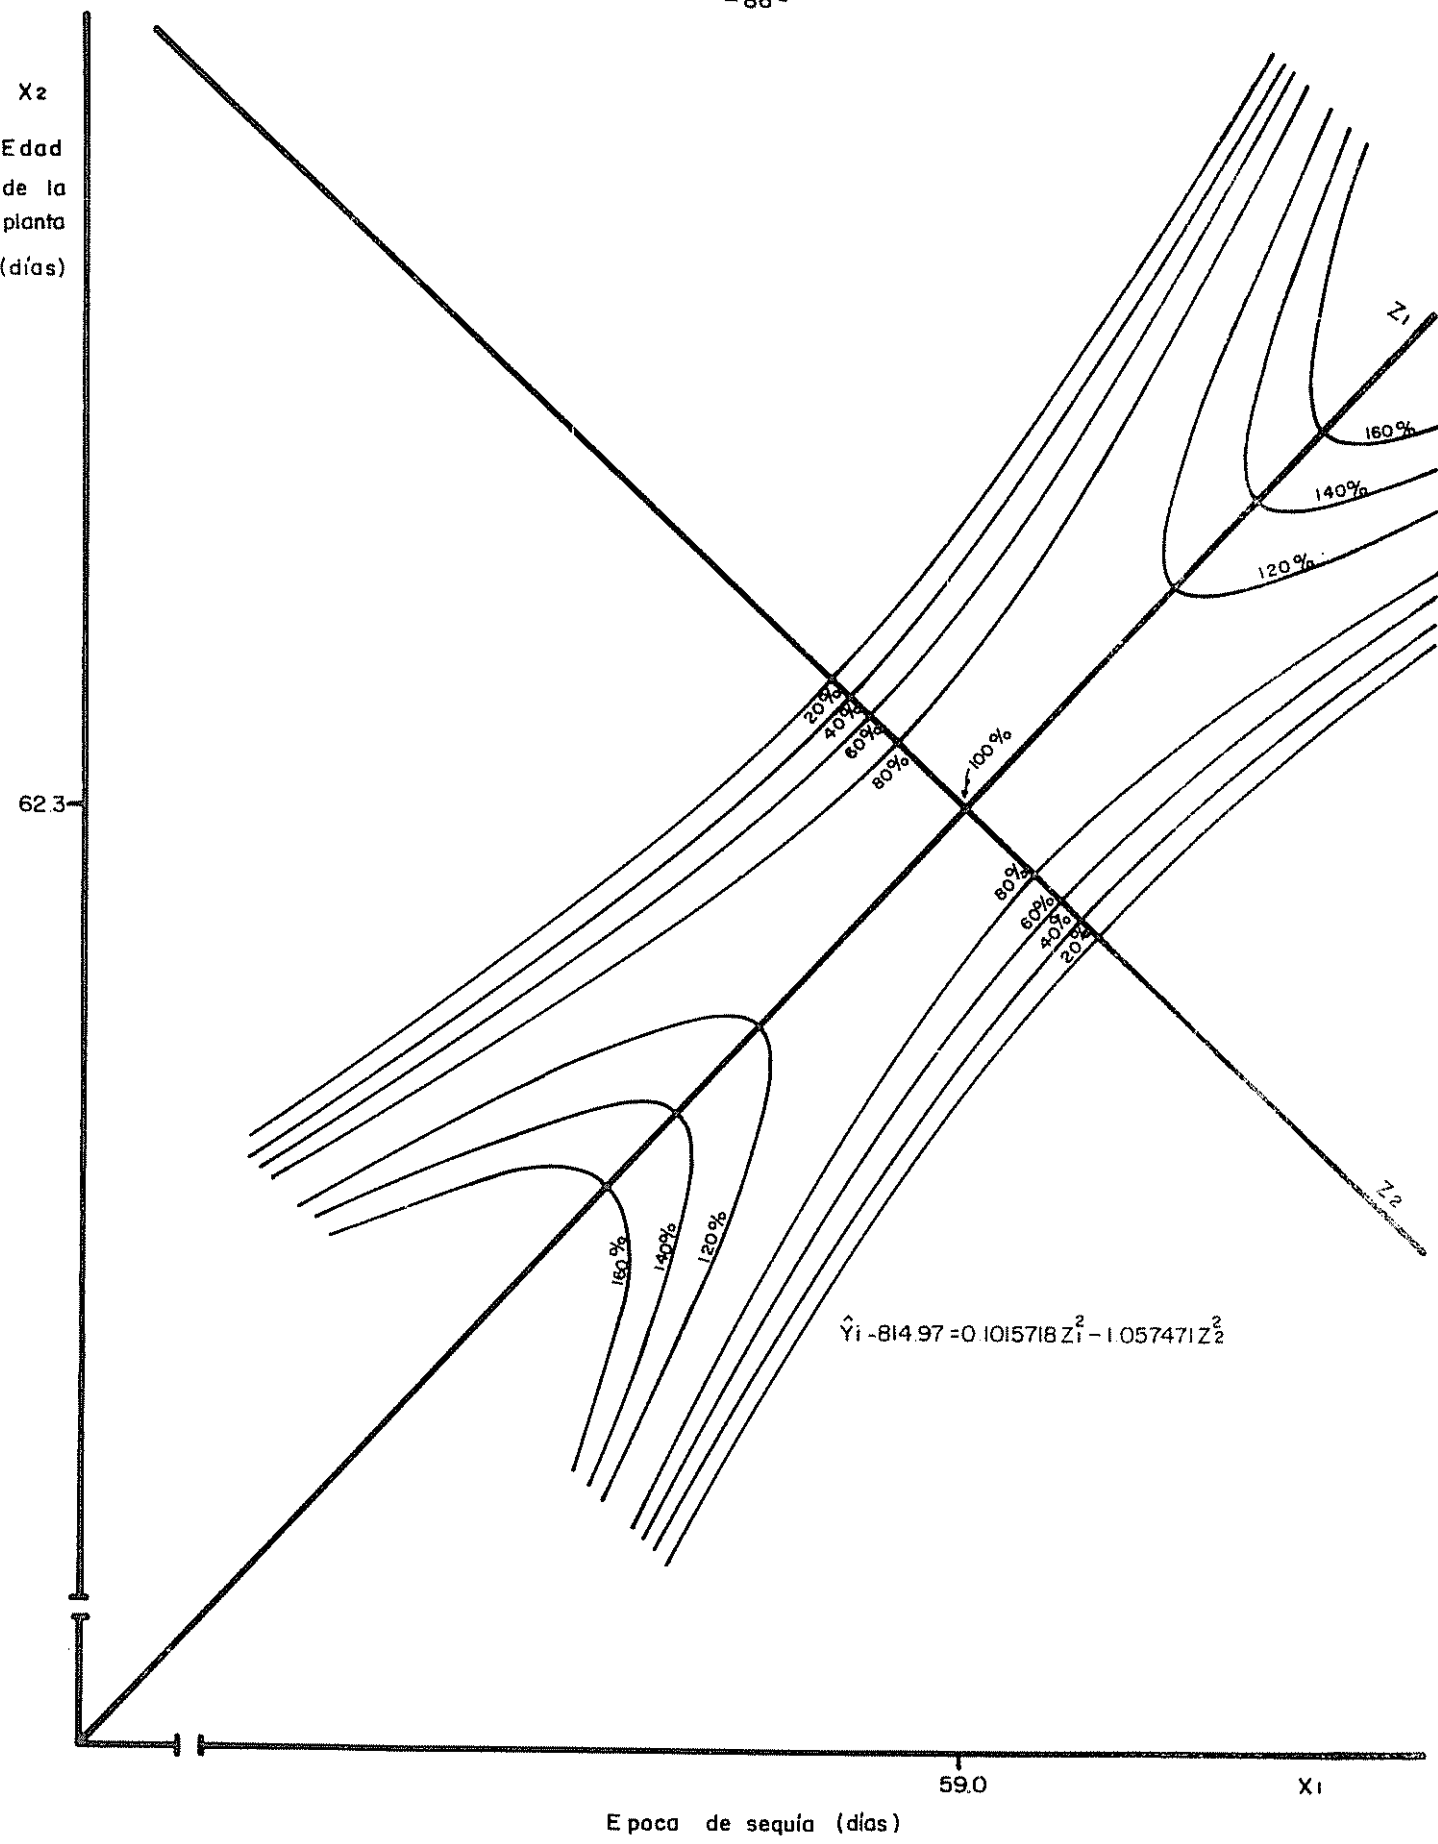 X2
Edad
de la
planta
(días)
Z1
160%
140%
120%
20%
40%
60%
80%
100%
62.3
80%
60%
40%
20%
Z2
160%
140%
120%
Ŷi -814.97 =0.1015718 Z₁² - 1.057471 Z₂²
59.0
X1
Epoca de sequía (días)